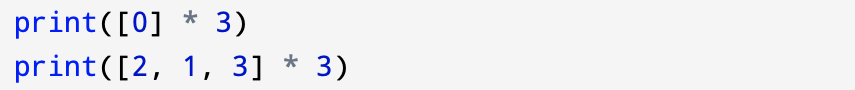 print([0] * 3)
print([2, 1, 3] * 3)